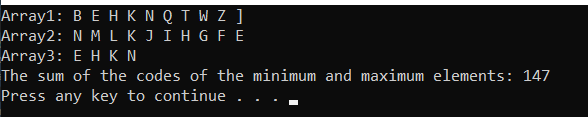 Array1: B E H K N Q T W Z ]
Array2: N M L K J I H G F E
Array3: E H K N
The sum of the codes of the minimum and maximum elements: 147
Press any key to continue . . .